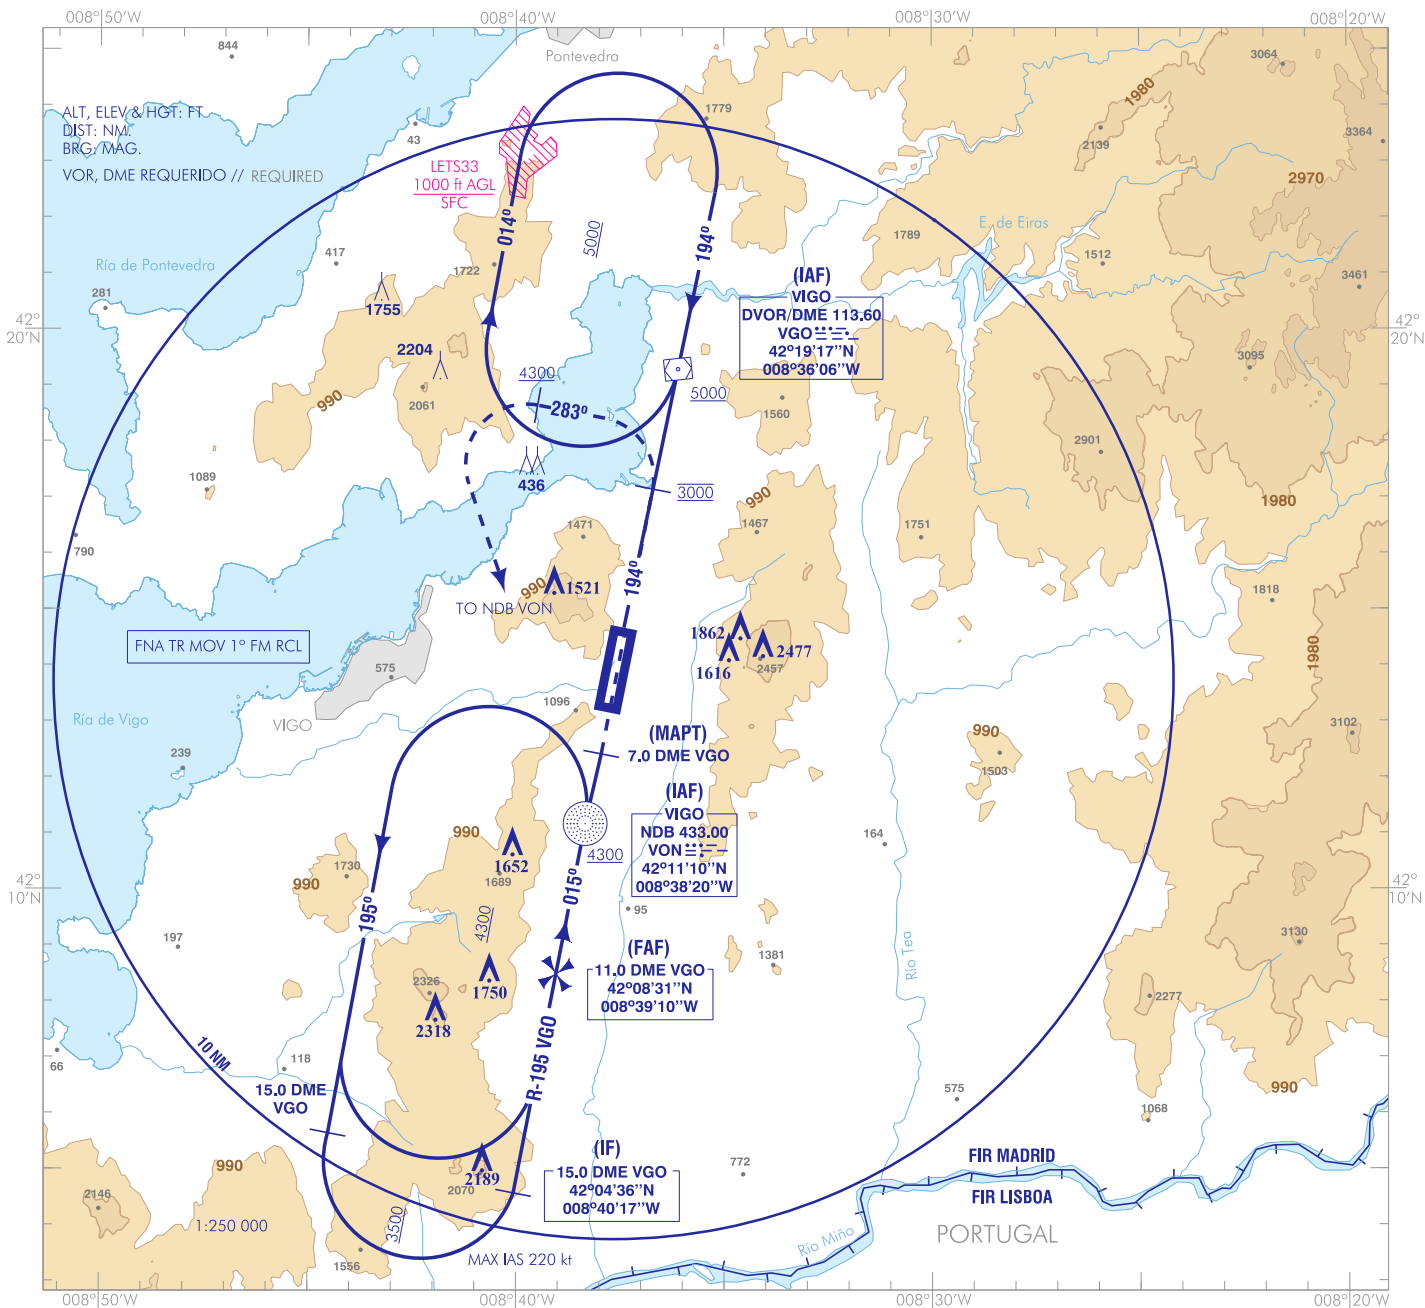 008°50'W
008°40'W
008°30'W
008°20'W
844
Pontevedra
3064
1980
ALT, ELEV & HGT: FT.
DIST: NM.
BRG: MAG.
VOR, DME REQUERIDO // REQUIRED
43
1779
2139
3364
LETS33
1000 ft AGL
SFC
2970
014°
5000
194°
1789
E. de Eiras
417
Ría de Pontevedra
1722
1512
3461
281
1755
(IAF)
VIGO
DVOR/DME 113.60
VGO
42°19'17''N
008°36'06''W
42°
20'N
42°
20'N
2204
2061
990
4300
283°
5000
1560
3095
2901
1089
436
3000
990
1467
1980
790
1471
1751
194°
990
1521
TO NDB VON
1818
FNA TR MOV 1° FM RCL
575
1862
1616
2477
2457
1980
Ría de Vigo
VIGO
1096
239
(MAPT)
7.0 DME VGO
990
1503
3102
(IAF)
VIGO
NDB 433.00
VON
42°11'10''N
008°38'20''W
4300
164
990
1652
1689
1730
990
42°
10'N
42°
10'N
195°
015°
4300
95
197
Río Tea
3130
(FAF)
11.0 DME VGO
42°08'31''N
008°39'10''W
1381
2326
1750
2318
2277
10 NM
R-195 VGO
66
118
15.0 DME
VGO
575
990
1068
(IF)
15.0 DME VGO
42°04'36''N
008°40'17''W
772
FIR MADRID
FIR LISBOA
990
2189
2070
2146
1:250 000
3500
PORTUGAL
Río Miño
1556
MAX IAS 220 kt
008°50'W
008°40'W
008°30'W
008°20'W